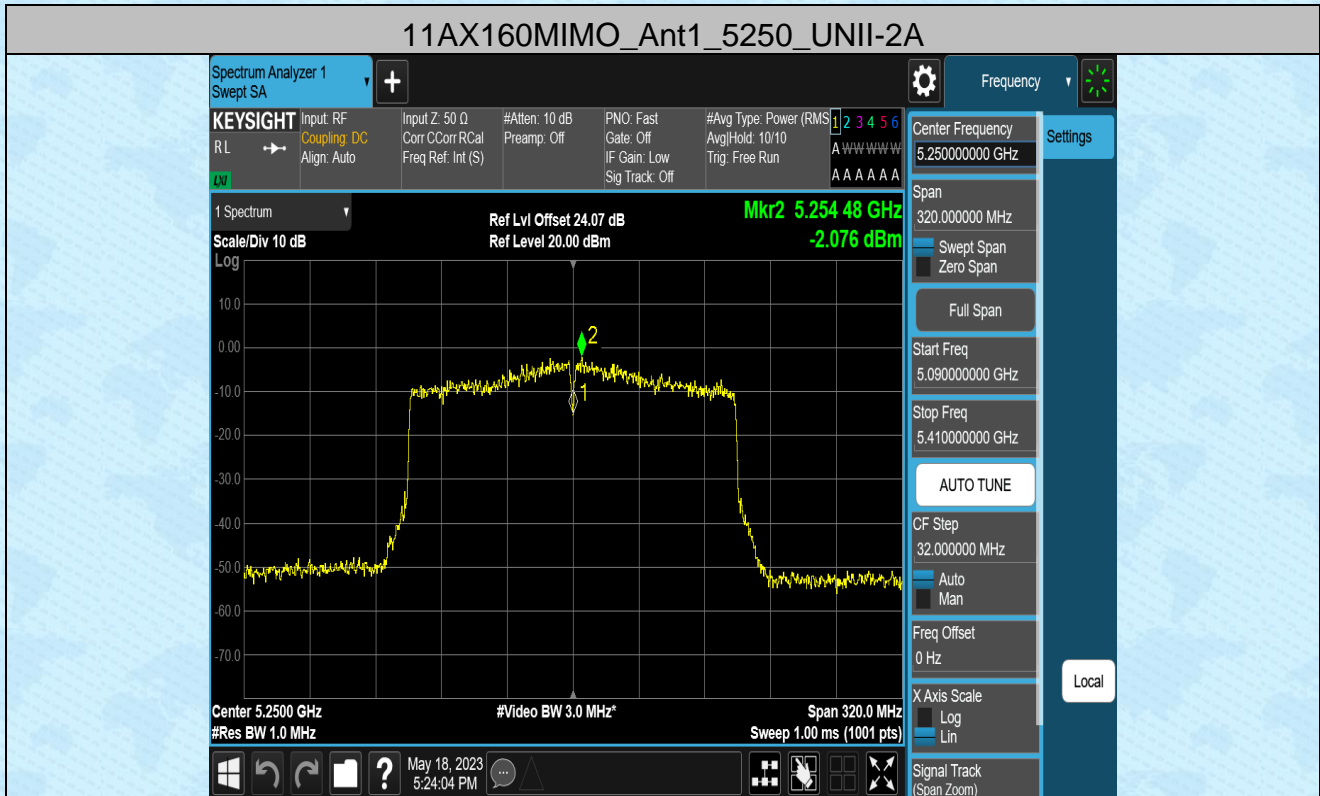 11AX160MIMO_Ant1_5250_UNII-2A
Spectrum Analyzer 1
Swept SA
Frequency
KEYSIGHT
RL
LXI
Input: RF
Coupling: DC
Align: Auto
Input Z: 50 Ω
Corr CCorr RCal
Freq Ref: Int (S)
#Atten: 10 dB
Preamp: Off
PNO: Fast
Gate: Off
IF Gain: Low
Sig Track: Off
#Avg Type: Power (RMS
Avg|Hold: 10/10
Trig: Free Run
1 2 3 4 5 6
A W W W W W
A A A A A A
1 Spectrum
Scale/Div 10 dB
Log
Ref Lvl Offset 24.07 dB
Ref Level 20.00 dBm
Mkr2 5.254 48 GHz
-2.076 dBm
10.0
0.00
-10.0
-20.0
-30.0
-40.0
-50.0
-60.0
-70.0
2
1
Center 5.2500 GHz
#Res BW 1.0 MHz
#Video BW 3.0 MHz*
Span 320.0 MHz
Sweep 1.00 ms (1001 pts)
?
May 18, 2023
5:24:04 PM
Center Frequency
5.250000000 GHz
Settings
Span
320.000000 MHz
Swept Span
Zero Span
Full Span
Start Freq
5.090000000 GHz
Stop Freq
5.410000000 GHz
AUTO TUNE
CF Step
32.000000 MHz
Auto
Man
Freq Offset
0 Hz
X Axis Scale
Log
Lin
Local
Signal Track
(Span Zoom)